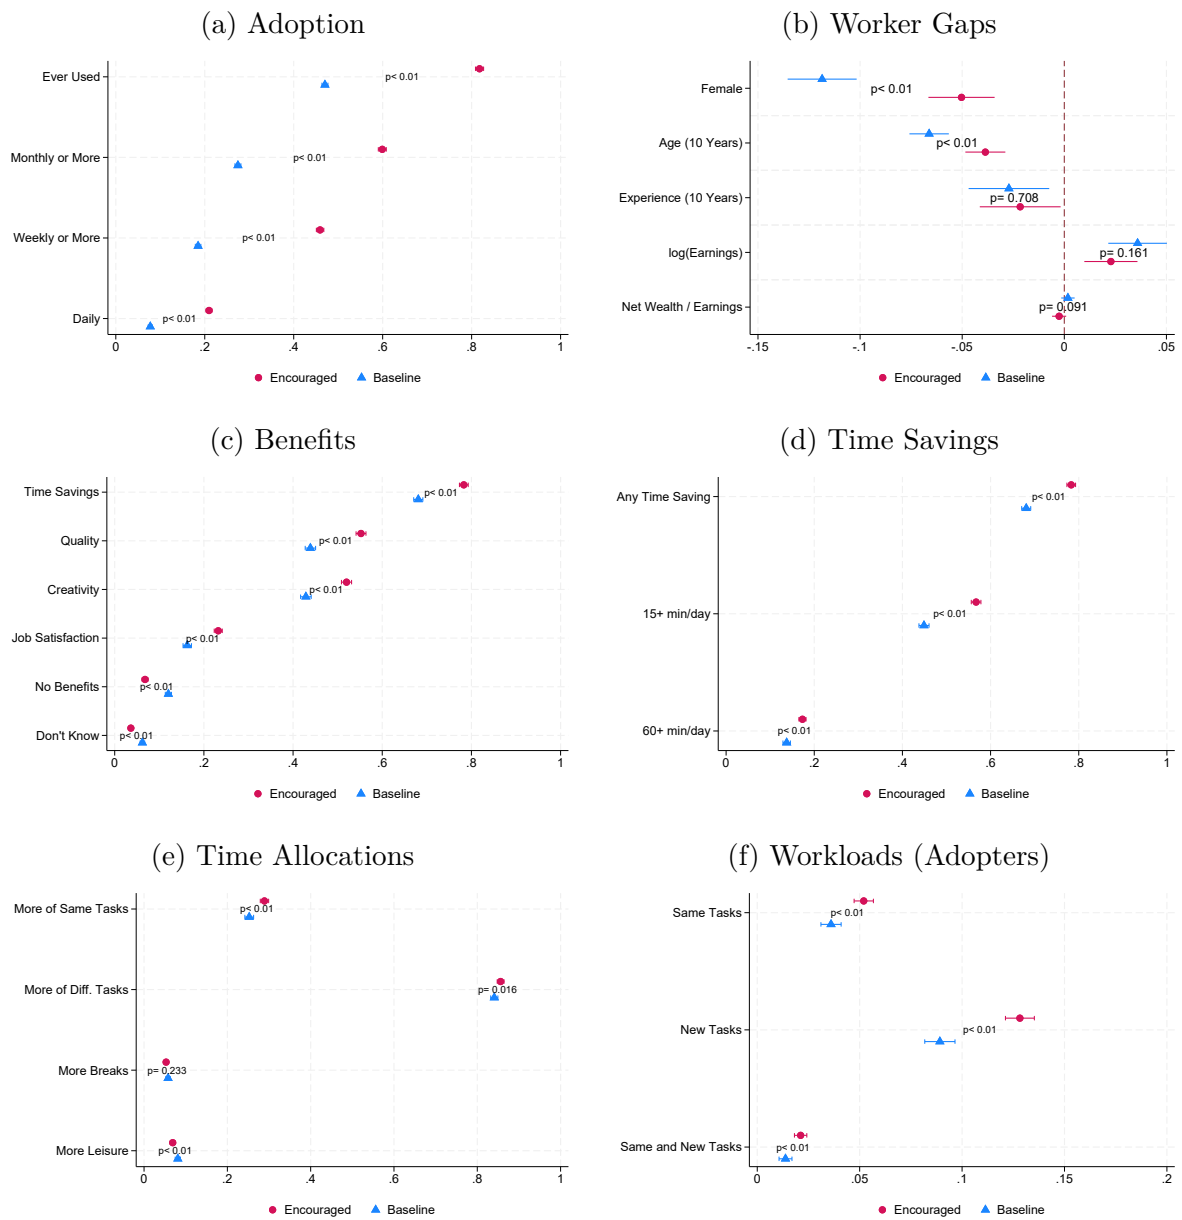 (a) Adoption
Ever Used
p< 0.01
Monthly or More
p< 0.01
Weekly or More
p< 0.01
Daily
p< 0.01
0 .2 .4 .6 .8 1
Encouraged Baseline
(b) Worker Gaps
Female
p< 0.01
Age (10 Years)
p< 0.01
Experience (10 Years)
p= 0.708
log(Earnings)
p= 0.161
Net Wealth / Earnings
p= 0.091
-.15 -.1 -.05 0 .05
Encouraged Baseline
(c) Benefits
Time Savings
p< 0.01
Quality
p< 0.01
Creativity
p< 0.01
Job Satisfaction
p< 0.01
No Benefits
p< 0.01
Don't Know
p< 0.01
0 .2 .4 .6 .8 1
Encouraged Baseline
(d) Time Savings
Any Time Saving
p< 0.01
15+ min/day
p< 0.01
60+ min/day
p< 0.01
0 .2 .4 .6 .8 1
Encouraged Baseline
(e) Time Allocations
More of Same Tasks
p< 0.01
More of Diff. Tasks
p= 0.016
More Breaks
p= 0.233
More Leisure
p< 0.01
0 .2 .4 .6 .8 1
Encouraged Baseline
(f) Workloads (Adopters)
Same Tasks
p< 0.01
New Tasks
p< 0.01
Same and New Tasks
p< 0.01
0 .05 .1 .15 .2
Encouraged Baseline